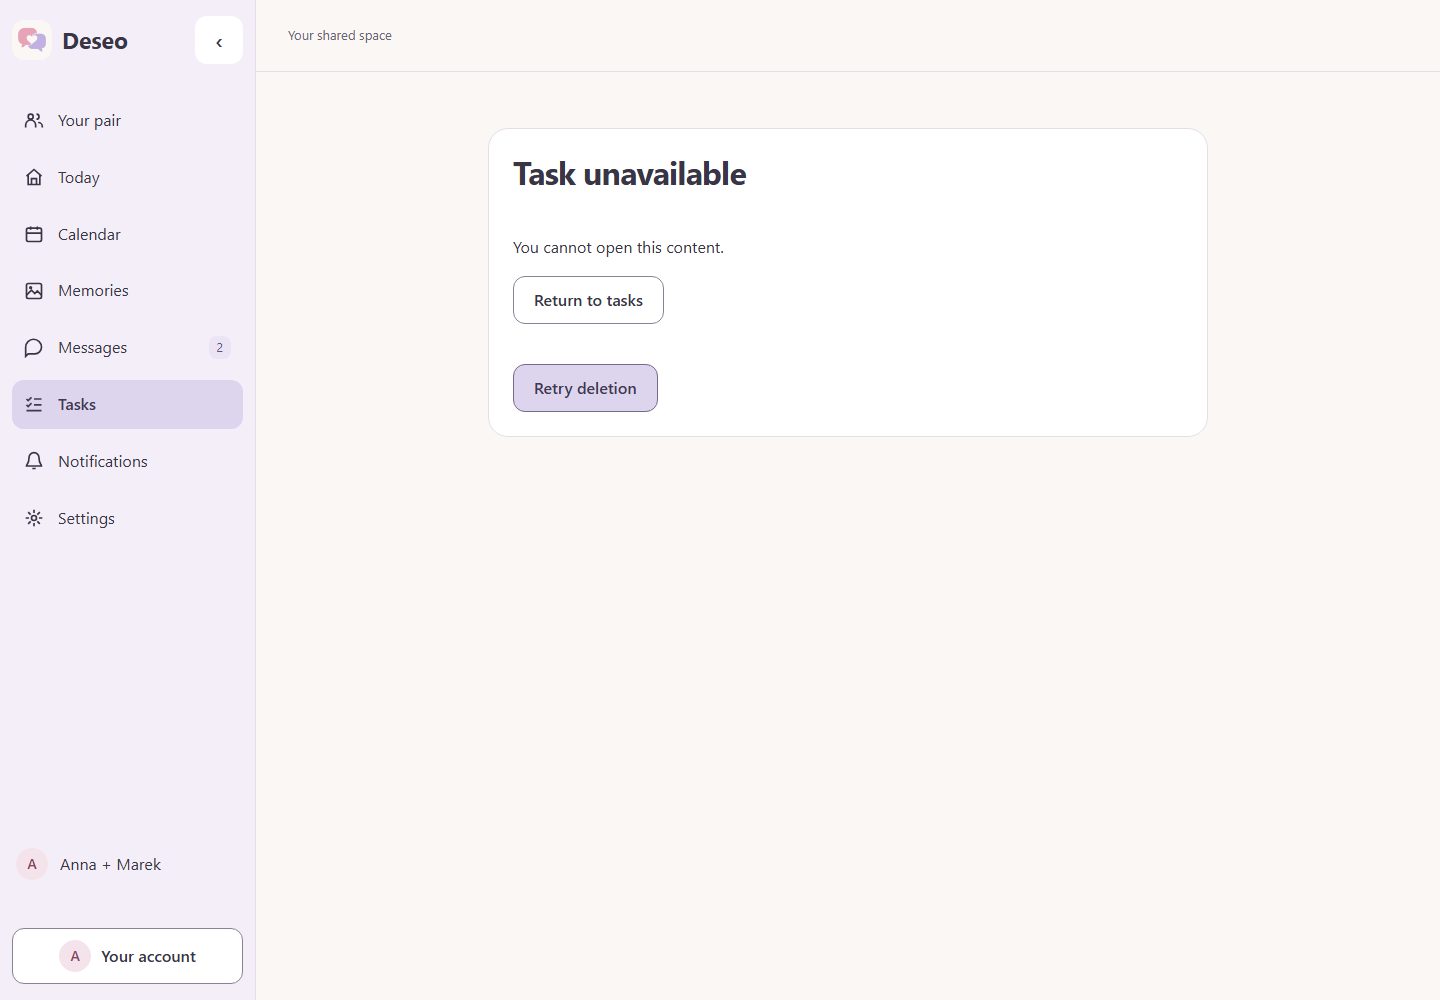 Deseo
‹
Your shared space
Your pair
Today
Calendar
Memories
Messages 2
Tasks
Notifications
Settings
Task unavailable
You cannot open this content.
Return to tasks
Retry deletion
A Anna + Marek
A Your account